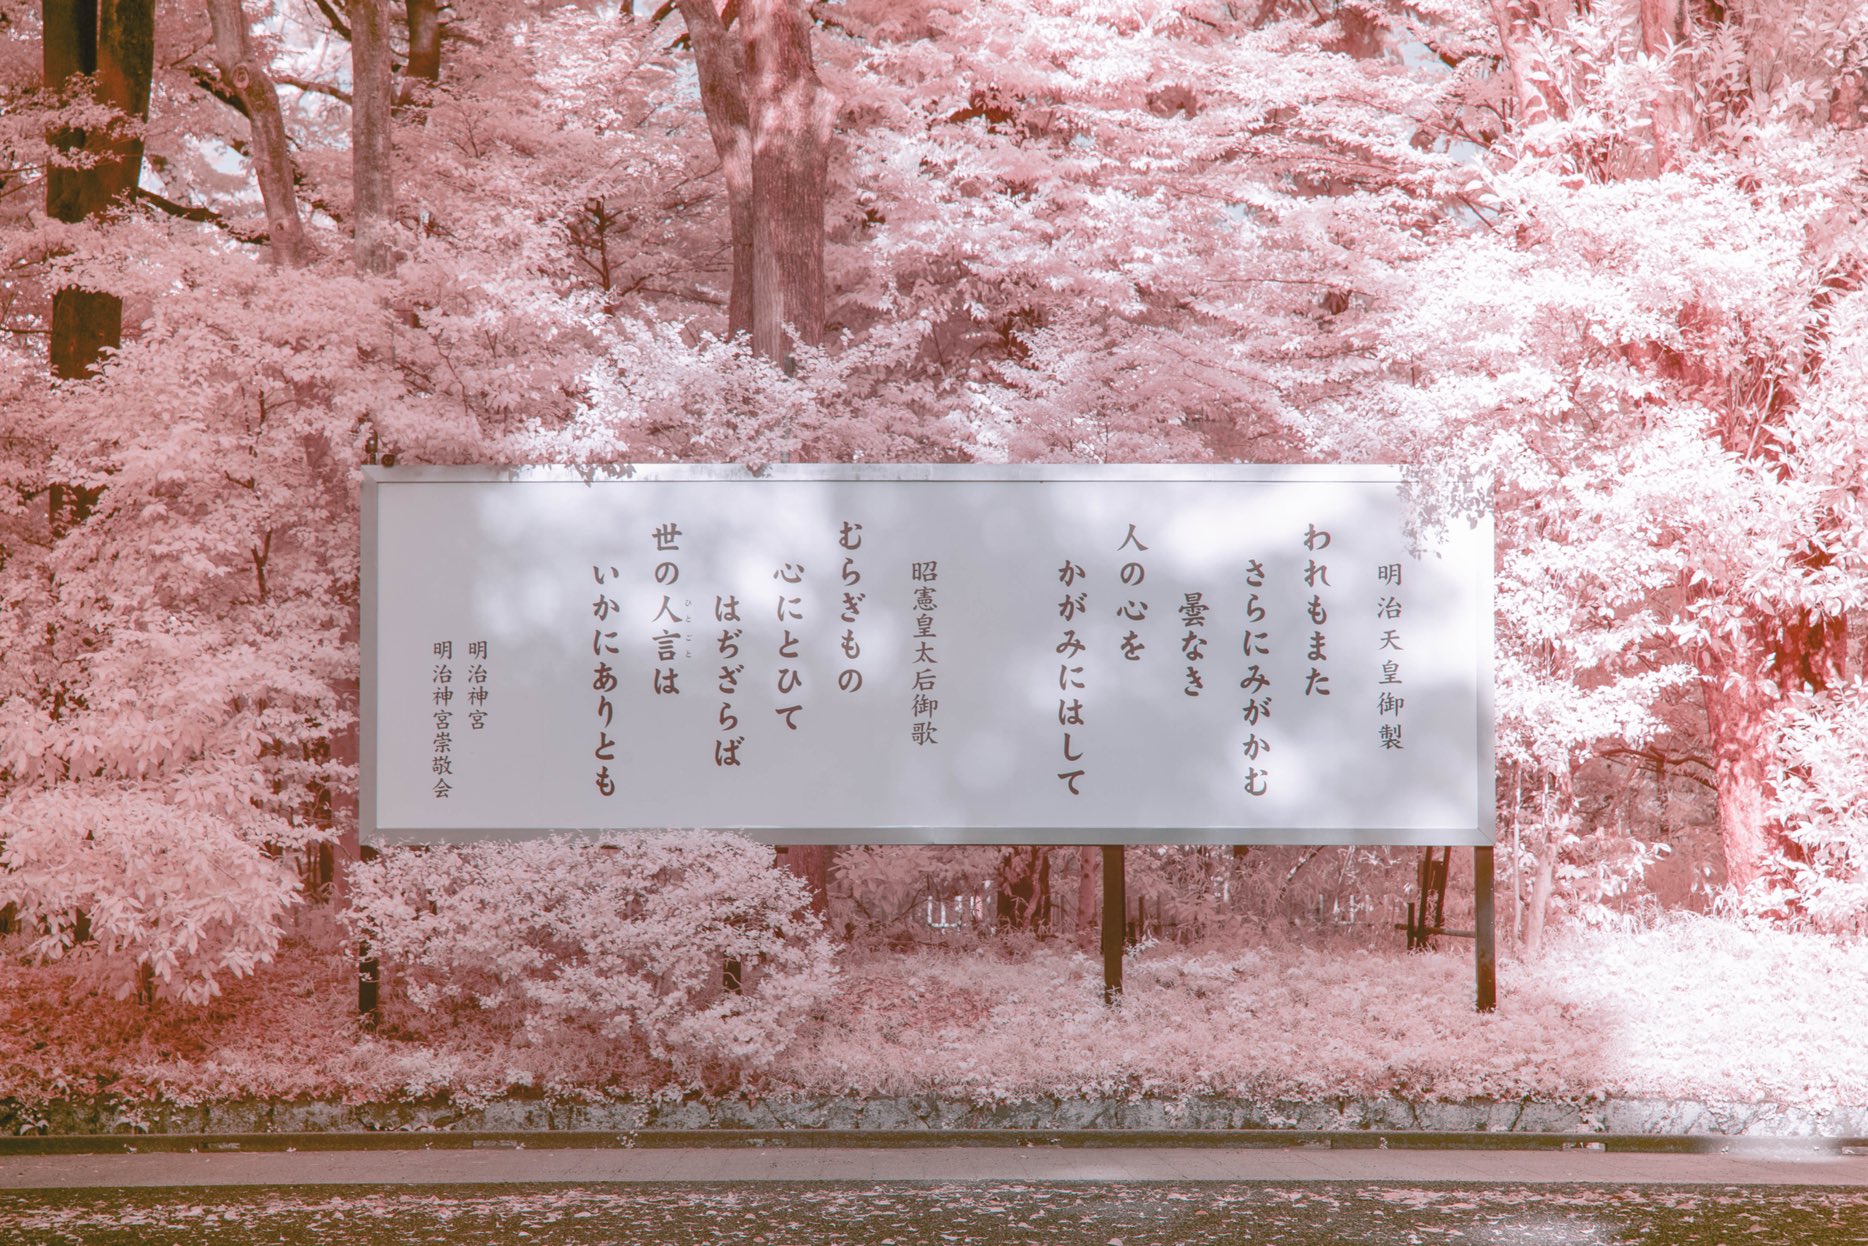 明治天皇御製
われもまた
さらにみがかむ
曇なき
人の心を
かがみにはして
昭憲皇太后御歌
むらぎもの
心にとひて
はぢざらば
世の人言は
ひとごと
いかにありとも
明治神宮
明治神宮崇敬会